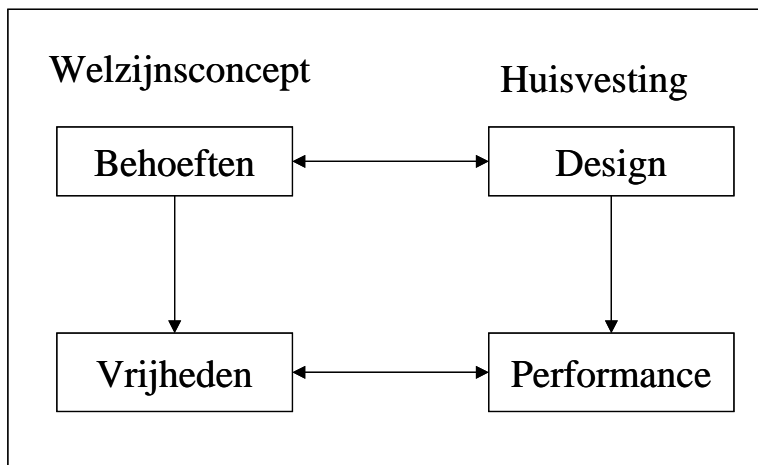 Welzijnsconcept
Huisvesting
Behoeften
Design
Vrijheden
Performance